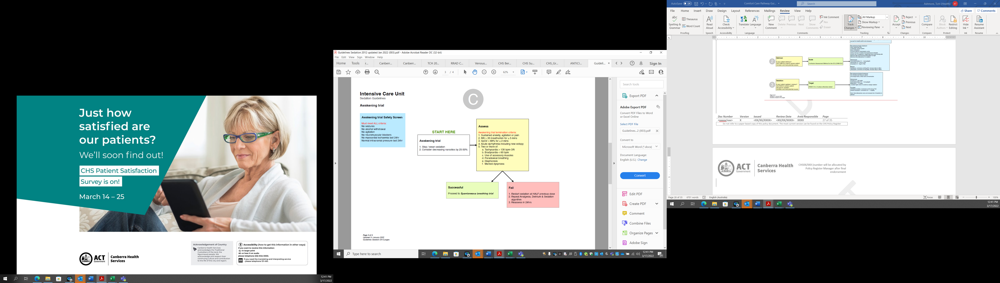 Just how
satisfied are
our patients?
We'll soon find out!
CHS Patient Satisfaction
Survey is on!
March 14 – 25
ACT
Government
Canberra Health
Services
Acknowledgement of Country
Canberra Health Services
acknowledges the Traditional
Custodians of the land, the
Ngunnawal people. We
acknowledge and respect their
continuing culture and contribution
to the life of this city and region.
Accessibility (how to get this information in other ways)
If you want to receive this information:
- in larger print
- or hear it on audio
please telephone (02) 5124 0000.
If you need the translating and interpreting service
– please telephone 131 450.
12:41 PM
3/17/2022
Guidelines Sedation 2012 updated Jan 2022 (003).pdf - Adobe Acrobat Reader DC (32-bit)
File Edit View Sign Window Help
Home Tools r... Canberr... Canberr... TCH 20... RRAD C... Venous... CHS Ber... CHS Su... CHS_Gr... ANTICI... Guideli... × Sign In
3 / 4 62%
Intensive Care Unit
Sedation Guidelines
C
Awakening trial
Awakening trial Safety Screen
Must meet ALL criteria:
No seizures
No alcohol withdrawal
No agitation
No neuromuscular blockers
No myocardial ischaemia last 24hr
Normal intracranial pressure last 24hr
START HERE
Awakening trial
1. Stop / wean sedation
2. Consider decreasing narcotics by 25-50%
Assess
Awakening trial termination criteria:
1. Sustained anxiety, agitation or pain
2. RR > 35 breaths/min for ≥ 5 mins
3. SpO2 < 88% for ≥ 2 mins
4. Acute dyrhythmia including new ectopy
5. Two or more of:
a. Tachycardia > 130 bpm OR
b. Bradycardia < 60 bpm
c. Use of accessory muscles
d. Paradoxical breathing
e. Diaphoresis
f. Marked dyspnoea
Successful
Proceed to Spontaneous breathing trial
Fail
1. Restart sedation at HALF previous dose
2. Repeat Analgesia, Delirium & Sedation
algorithm
3. Reassess in 24hrs
Page 3 of 4
Updated 31 January 2022
Guidelines Sedation 2012.pages
Search tools
Export PDF
Adobe Export PDF
Convert PDF Files to Word
or Excel Online
Select PDF File
Guidelines...2 (003).pdf ×
Convert to
Microsoft Word (*.docx)
Document Language:
English (U.S.) Change
Convert
Edit PDF
Create PDF
Comment
Combine Files
Organize Pages
Adobe Sign
Type here to search
12:41 PM
3/17/2022
20
AutoSave Off Comfort Care Pathway Gui... Search Ashmore, Toni (Health) AT
File Home Insert Draw Design Layout References Mailings Review View Help Share Comments
abc
Spelling &
Grammar
Thesaurus
Word Count
Proofing
Read
Aloud
Speech
Check
Accessibility
Accessibility
Translate Language
Language
New
Comment
Delete Previous Next
Show
Comments
Ink Comment
Pen
Eraser
Comments
Track
Changes
All Markup
Show Markup
Reviewing Pane
Tracking
Accept
Reject
Previous
Next
Changes
Compare
Compare
Block
Authors
Restrict
Editing
Protect
Hide
Ink
Ink
Resume
Assistant
Resume
2
Delirium
Is your patient delirious?
Use CAM-ICU scale to assess patient
Consider and treat potential causes
Scale
Confusion Assessment Method for the ICU (CAM-ICU)
3
Sedation
Is your patient agitated / anxious?
Use RASS to assess patient
Set goal for sedation
Consider and treat potential causes
Target
RASS: 0 to -2 unless otherwise stated
Doc Number Version Issued Review Date Area Responsible Page
<xxxxx/xxx> X <XX/XX/XXXX> <XX/XX/XXXX> XXXX 27 of 35
Do not refer to a paper based copy of this policy document. The most current version can be found on the CHS Policy Register
ACT
Government
Canberra Health
Services
CHSXX/XXX (number will be allocated by
Policy Register Manager after final
endorsement
Page 28 of 35 6701 words English (Australia) Focus 100%
12:41 PM
3/17/2022